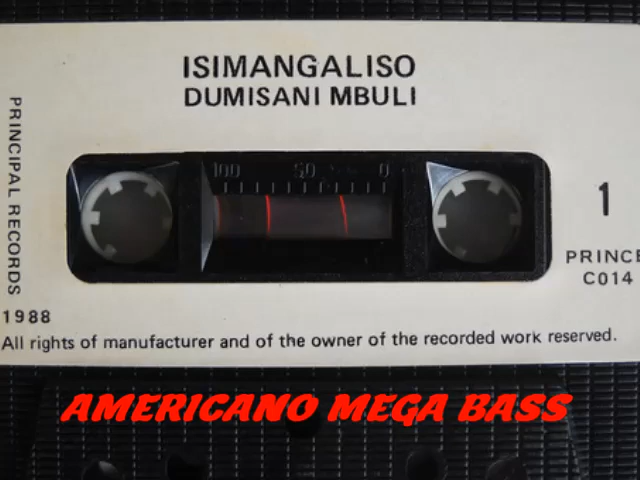 ISIMANGALISO
DUMISANI MBULI
PRINCIPAL RECORDS
100 50 0
1
PRINCE
C014
1988
All rights of manufacturer and of the owner of the recorded work reserved.
AMERICANO MEGA BASS